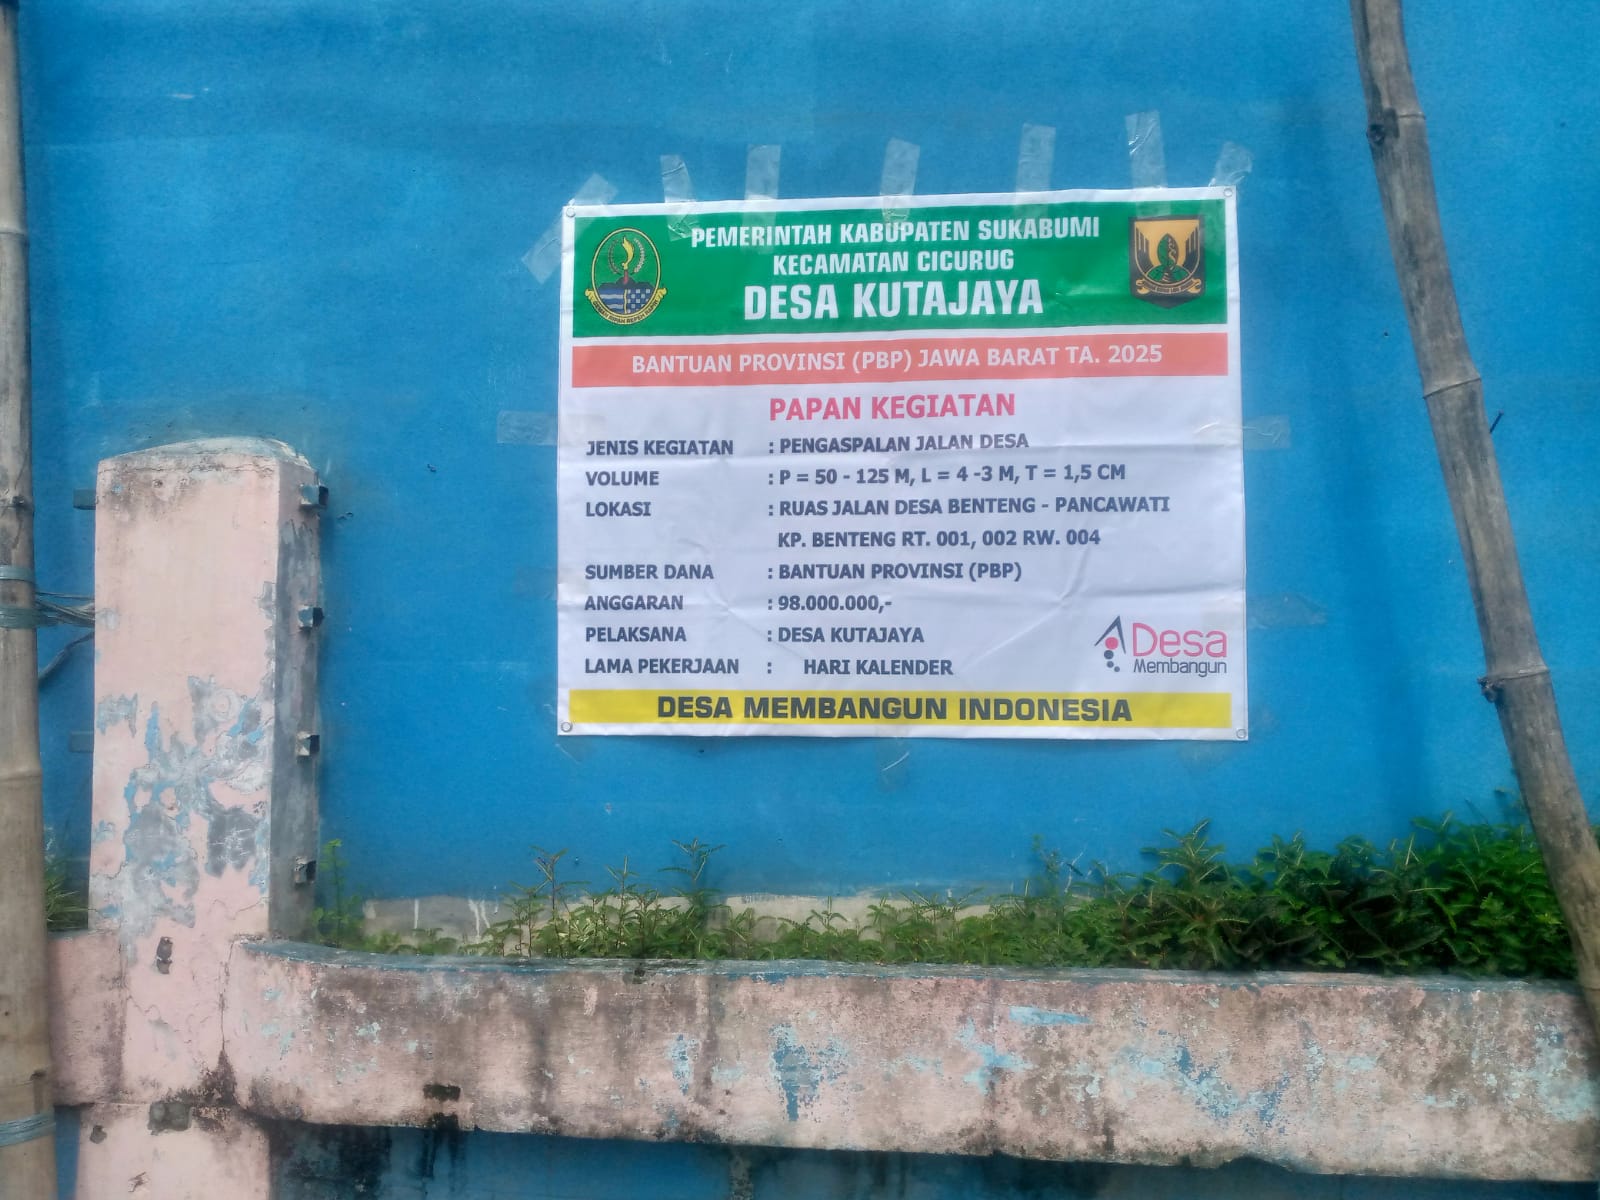 PEMERINTAH KABUPATEN SUKABUMI
KECAMATAN CICURUG
DESA KUTAJAYA
BANTUAN PROVINSI (PBP) JAWA BARAT TA. 2025
PAPAN KEGIATAN
JENIS KEGIATAN : PENGASPALAN JALAN DESA
VOLUME : P = 50 - 125 M, L = 4 -3 M, T = 1,5 CM
LOKASI : RUAS JALAN DESA BENTENG - PANCAWATI
KP. BENTENG RT. 001, 002 RW. 004
SUMBER DANA : BANTUAN PROVINSI (PBP)
ANGGARAN : 98.000.000,-
PELAKSANA : DESA KUTAJAYA
LAMA PEKERJAAN : HARI KALENDER
Desa
Membangun
DESA MEMBANGUN INDONESIA